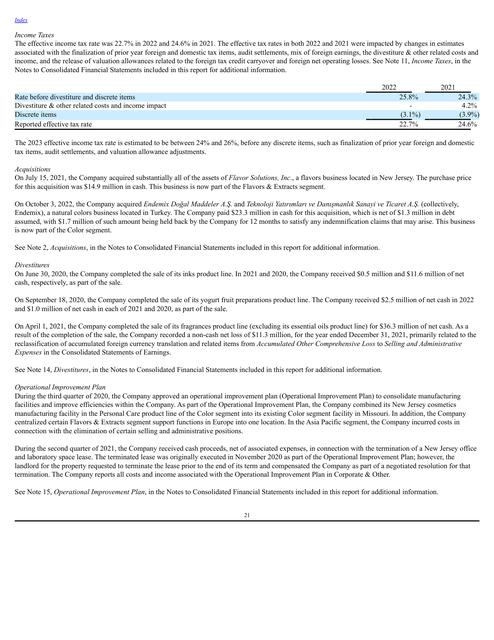 Index
Income Taxes
The effective income tax rate was 22.7% in 2022 and 24.6% in 2021. The effective tax rates in both 2022 and 2021 were impacted by changes in estimates
associated with the finalization of prior year foreign and domestic tax items, audit settlements, mix of foreign earnings, the divestiture & other related costs and
income, and the release of valuation allowances related to the foreign tax credit carryover and foreign net operating losses. See Note 11, Income Taxes, in the
Notes to Consolidated Financial Statements included in this report for additional information.
2022 2021
Rate before divestiture and discrete items 25.8% 24.3%
Divestiture & other related costs and income impact - 4.2%
Discrete items (3.1%) (3.9%)
Reported effective tax rate 22.7% 24.6%
The 2023 effective income tax rate is estimated to be between 24% and 26%, before any discrete items, such as finalization of prior year foreign and domestic
tax items, audit settlements, and valuation allowance adjustments.
Acquisitions
On July 15, 2021, the Company acquired substantially all of the assets of Flavor Solutions, Inc., a flavors business located in New Jersey. The purchase price
for this acquisition was $14.9 million in cash. This business is now part of the Flavors & Extracts segment.
On October 3, 2022, the Company acquired Endemix Doğal Maddeler A.Ş. and Teknoloji Yatırımları ve Danışmanlık Sanayi ve Ticaret A.Ş. (collectively,
Endemix), a natural colors business located in Turkey. The Company paid $23.3 million in cash for this acquisition, which is net of $1.3 million in debt
assumed, with $1.7 million of such amount being held back by the Company for 12 months to satisfy any indemnification claims that may arise. This business
is now part of the Color segment.
See Note 2, Acquisitions, in the Notes to Consolidated Financial Statements included in this report for additional information.
Divestitures
On June 30, 2020, the Company completed the sale of its inks product line. In 2021 and 2020, the Company received $0.5 million and $11.6 million of net
cash, respectively, as part of the sale.
On September 18, 2020, the Company completed the sale of its yogurt fruit preparations product line. The Company received $2.5 million of net cash in 2022
and $1.0 million of net cash in each of 2021 and 2020, as part of the sale.
On April 1, 2021, the Company completed the sale of its fragrances product line (excluding its essential oils product line) for $36.3 million of net cash. As a
result of the completion of the sale, the Company recorded a non-cash net loss of $11.3 million, for the year ended December 31, 2021, primarily related to the
reclassification of accumulated foreign currency translation and related items from Accumulated Other Comprehensive Loss to Selling and Administrative
Expenses in the Consolidated Statements of Earnings.
See Note 14, Divestitures, in the Notes to Consolidated Financial Statements included in this report for additional information.
Operational Improvement Plan
During the third quarter of 2020, the Company approved an operational improvement plan (Operational Improvement Plan) to consolidate manufacturing
facilities and improve efficiencies within the Company. As part of the Operational Improvement Plan, the Company combined its New Jersey cosmetics
manufacturing facility in the Personal Care product line of the Color segment into its existing Color segment facility in Missouri. In addition, the Company
centralized certain Flavors & Extracts segment support functions in Europe into one location. In the Asia Pacific segment, the Company incurred costs in
connection with the elimination of certain selling and administrative positions.
During the second quarter of 2021, the Company received cash proceeds, net of associated expenses, in connection with the termination of a New Jersey office
and laboratory space lease. The terminated lease was originally executed in November 2020 as part of the Operational Improvement Plan; however, the
landlord for the property requested to terminate the lease prior to the end of its term and compensated the Company as part of a negotiated resolution for that
termination. The Company reports all costs and income associated with the Operational Improvement Plan in Corporate & Other.
See Note 15, Operational Improvement Plan, in the Notes to Consolidated Financial Statements included in this report for additional information.
21